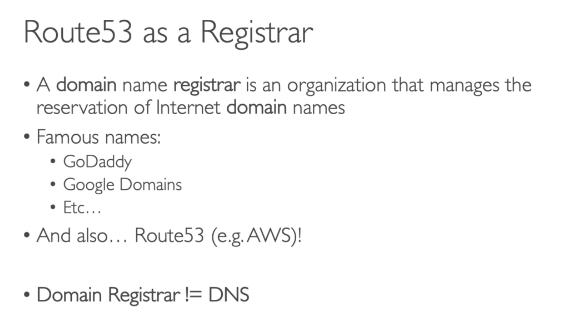 Route53 as a Registrar
• A domain name registrar is an organization that manages the
reservation of Internet domain names
• Famous names:
• GoDaddy
• Google Domains
• Etc…
• And also… Route53 (e.g. AWS)!
• Domain Registrar != DNS